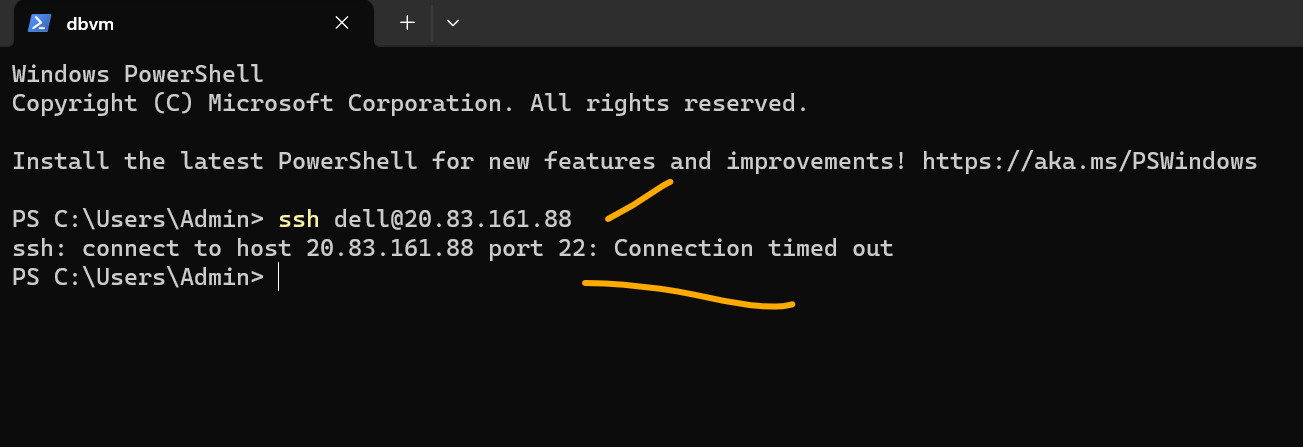 dbvm
Windows PowerShell
Copyright (C) Microsoft Corporation. All rights reserved.
Install the latest PowerShell for new features and improvements! https://aka.ms/PSWindows
PS C:\Users\Admin> ssh dell@20.83.161.88
ssh: connect to host 20.83.161.88 port 22: Connection timed out
PS C:\Users\Admin>